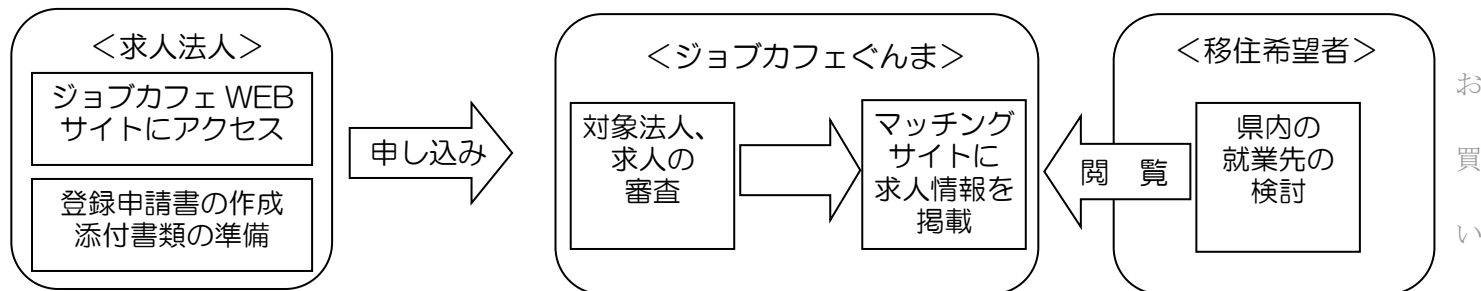 ＜求人法人＞
ジョブカフェ WEB
サイトにアクセス
登録申請書の作成
添付書類の準備
申し込み
＜ジョブカフェぐんま＞
対象法人、
求人の
審査
マッチング
サイトに
求人情報を
掲載
閲 覧
＜移住希望者＞
県内の
就業先の
検討
お
買
い